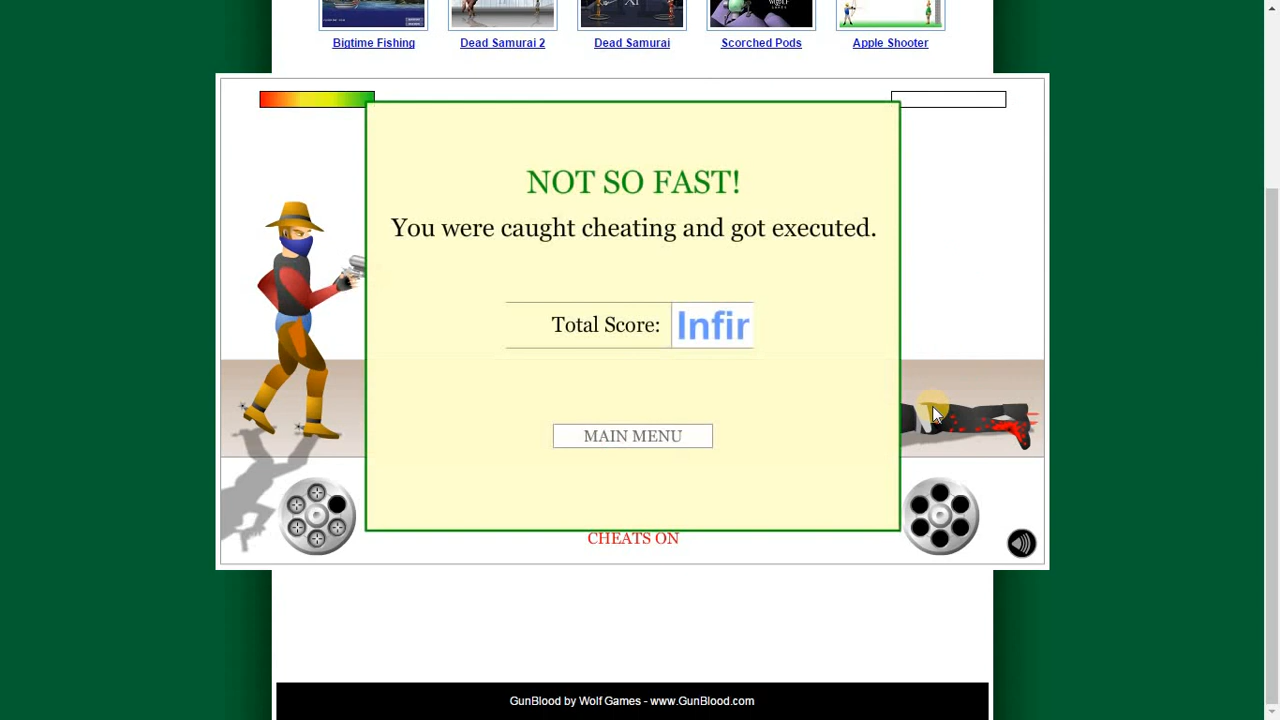 Bigtime Fishing
Dead Samurai 2
Dead Samurai
Scorched Pods
Apple Shooter
NOT SO FAST!
You were caught cheating and got executed.
Total Score: Infir
MAIN MENU
CHEATS ON
GunBlood by Wolf Games - www.GunBlood.com